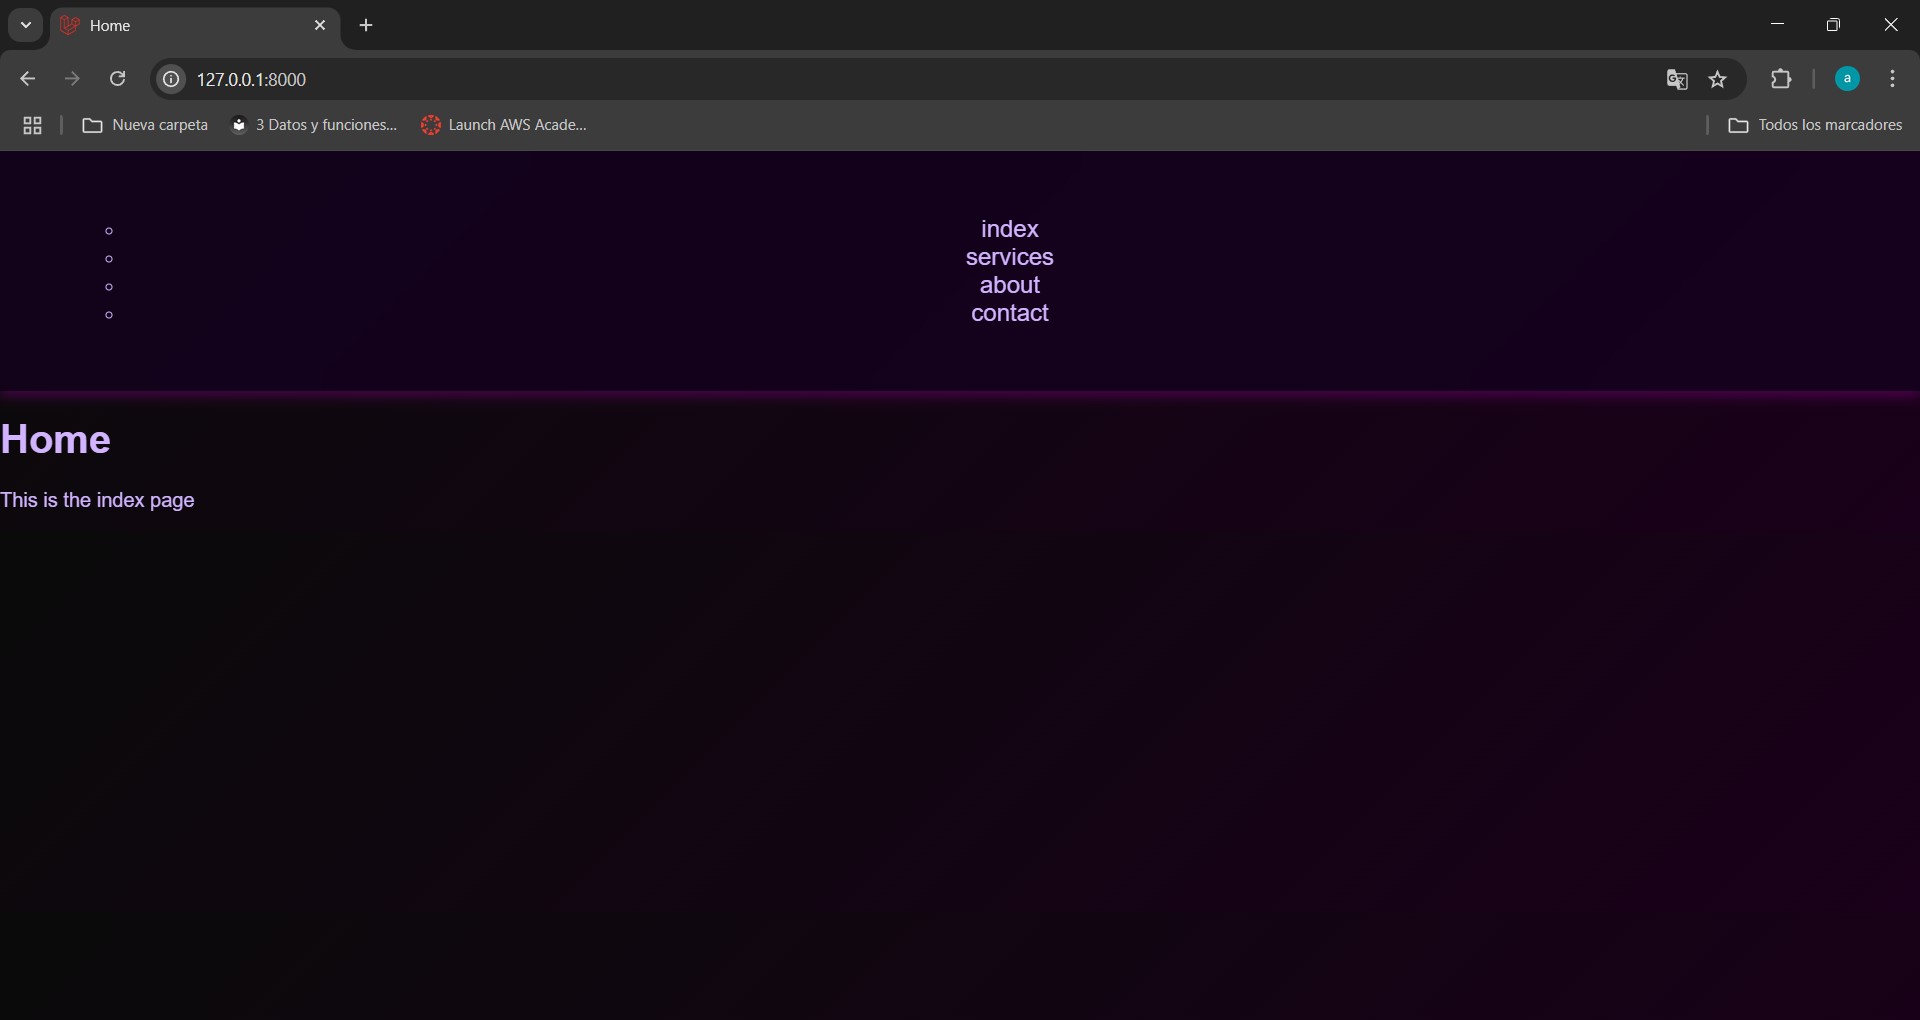 Home
127.0.0.1:8000
a
Nueva carpeta
3 Datos y funciones...
Launch AWS Acade...
Todos los marcadores
index
services
about
contact
Home
This is the index page